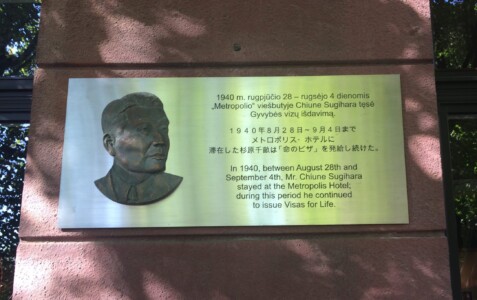 1940 m. rugpjūčio 28 – rugsėjo 4 dienomis
„Metropolio" viešbutyje Chiune Sugihara tęsė
Gyvybės vizų išdavimą.
1940年8月28日~9月4日まで
メトロポリス・ホテルに
滞在した杉原千畝は「命のビザ」を発給し続けた。
In 1940, between August 28th and
September 4th, Mr. Chiune Sugihara
stayed at the Metropolis Hotel;
during this period he continued
to issue Visas for Life.